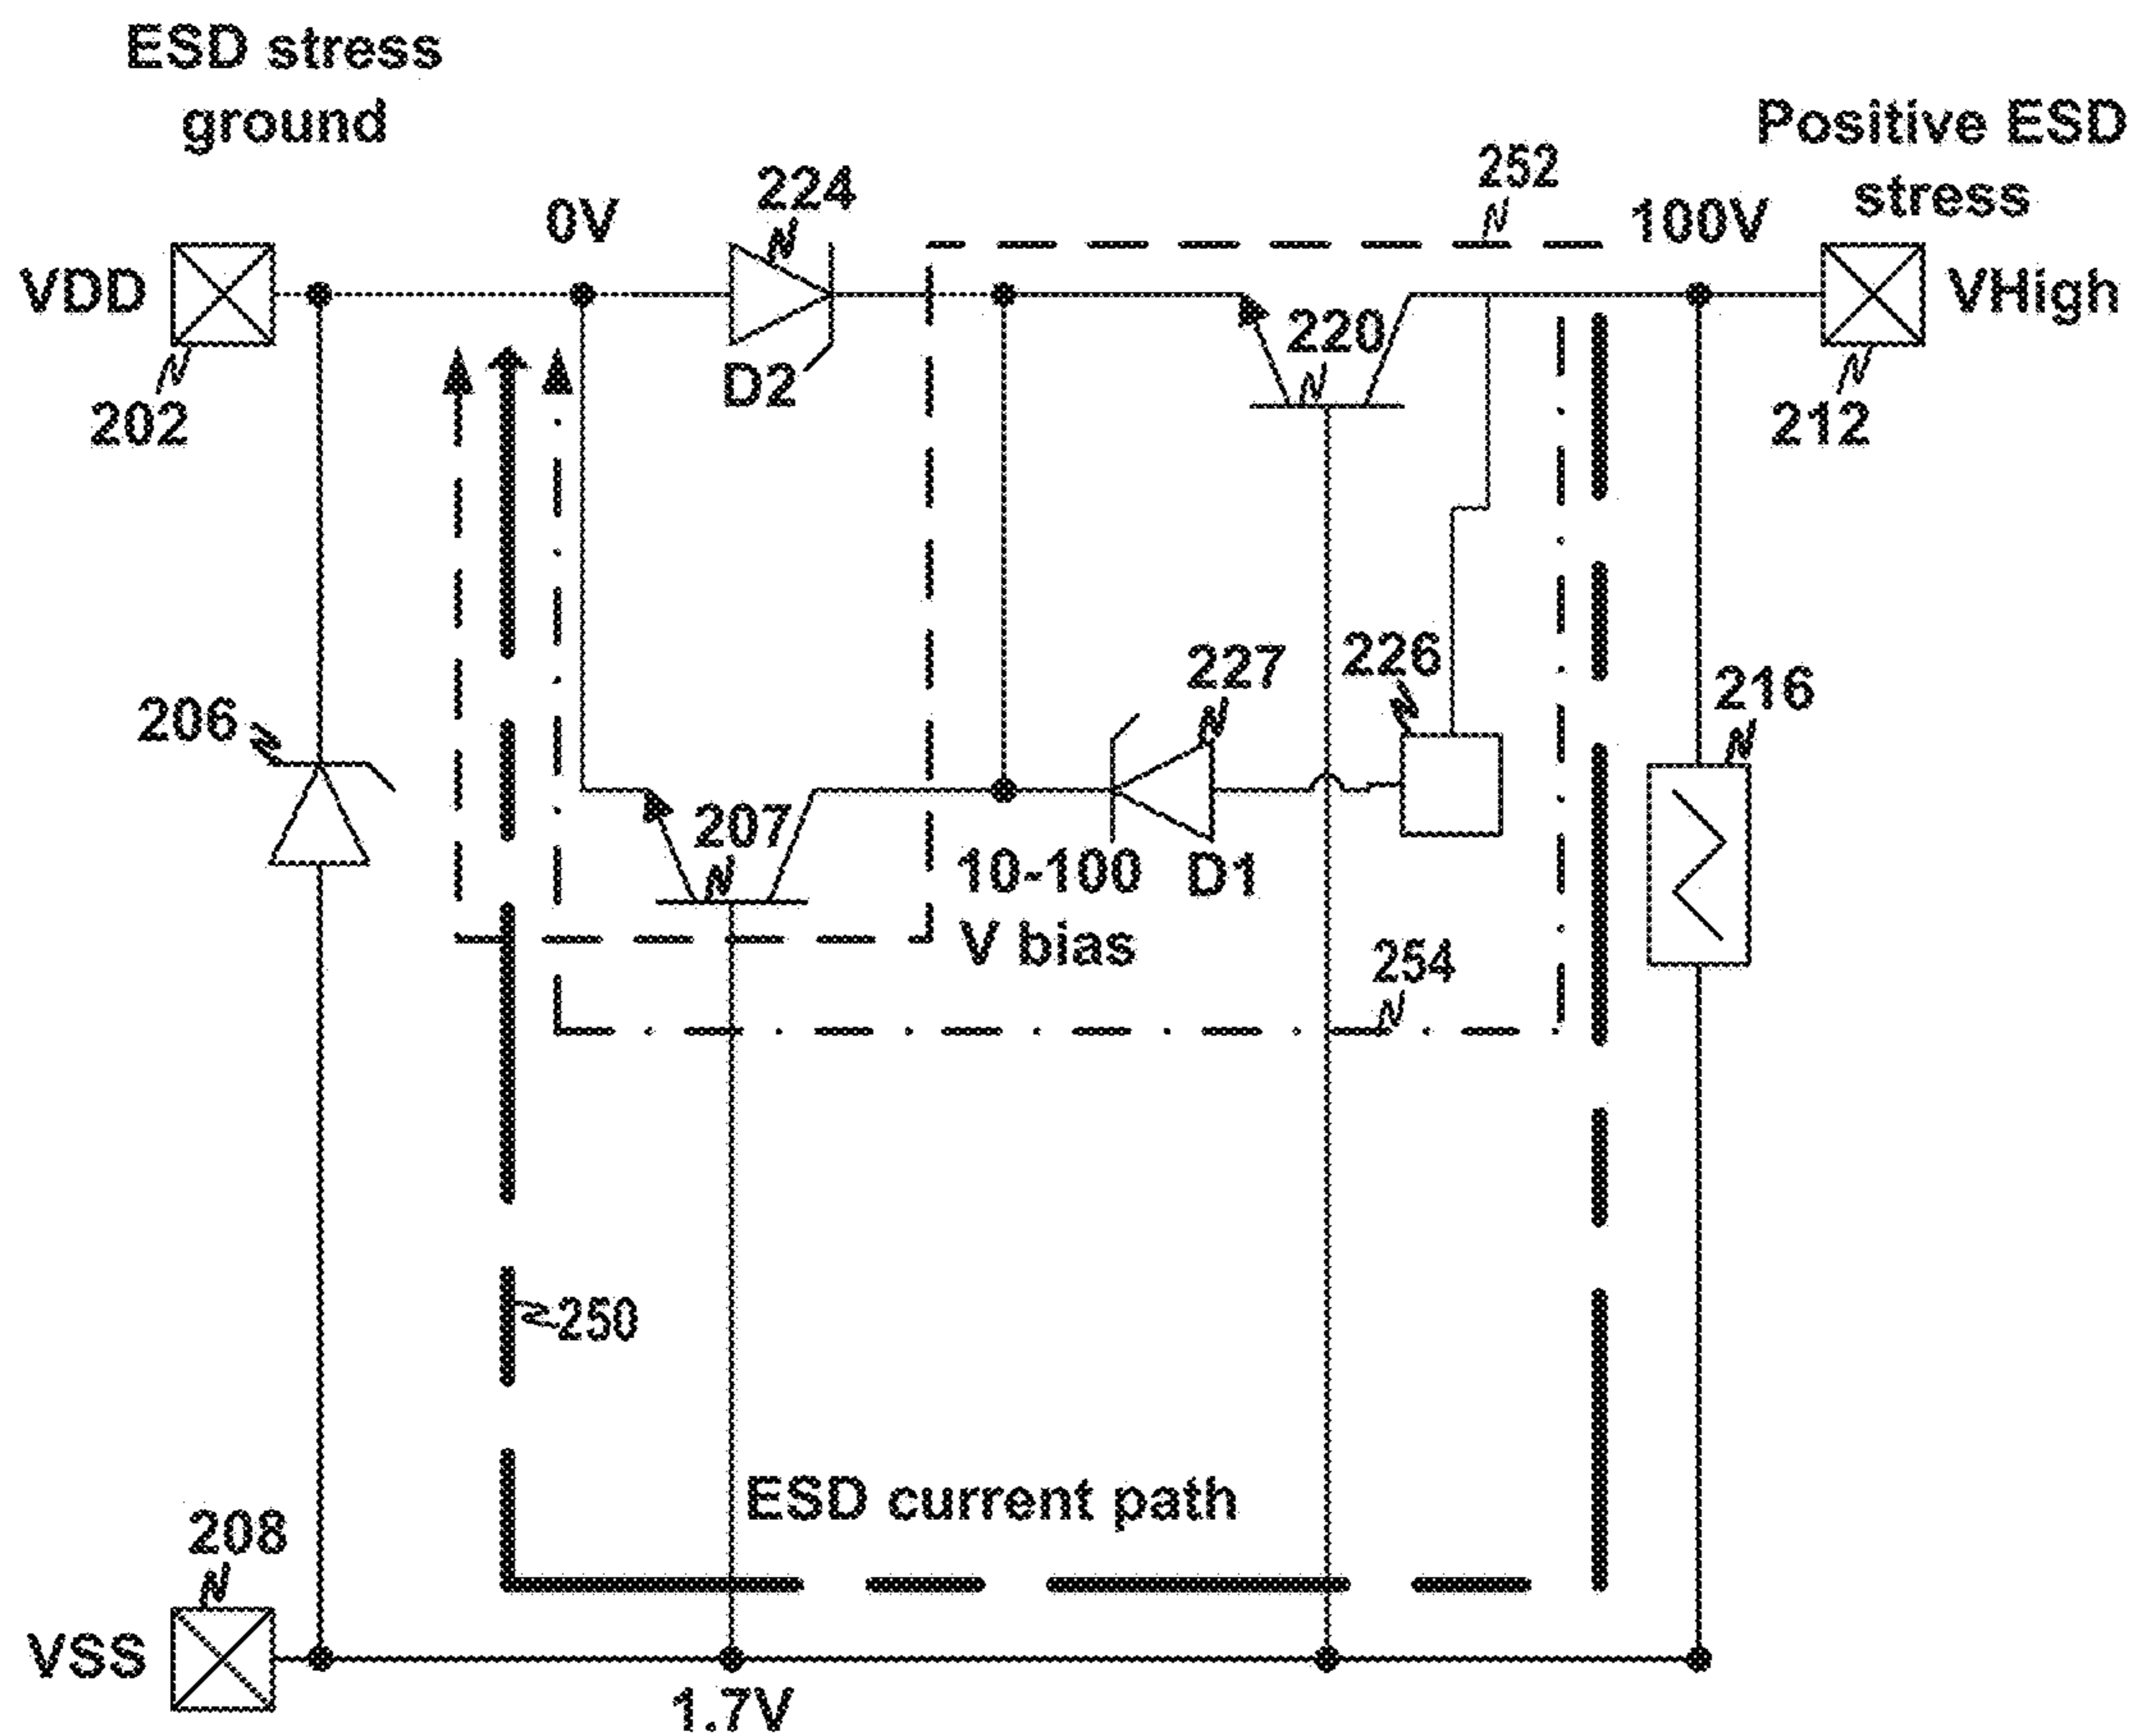 ESD stress
ground
Positive ESD
stress
252
224
0V
100V
VDD
VHigh
220
D2
202
212
227
226
216
206
207
10-100
D1
V bias
254
250
ESD current path
208
VSS
1.7V